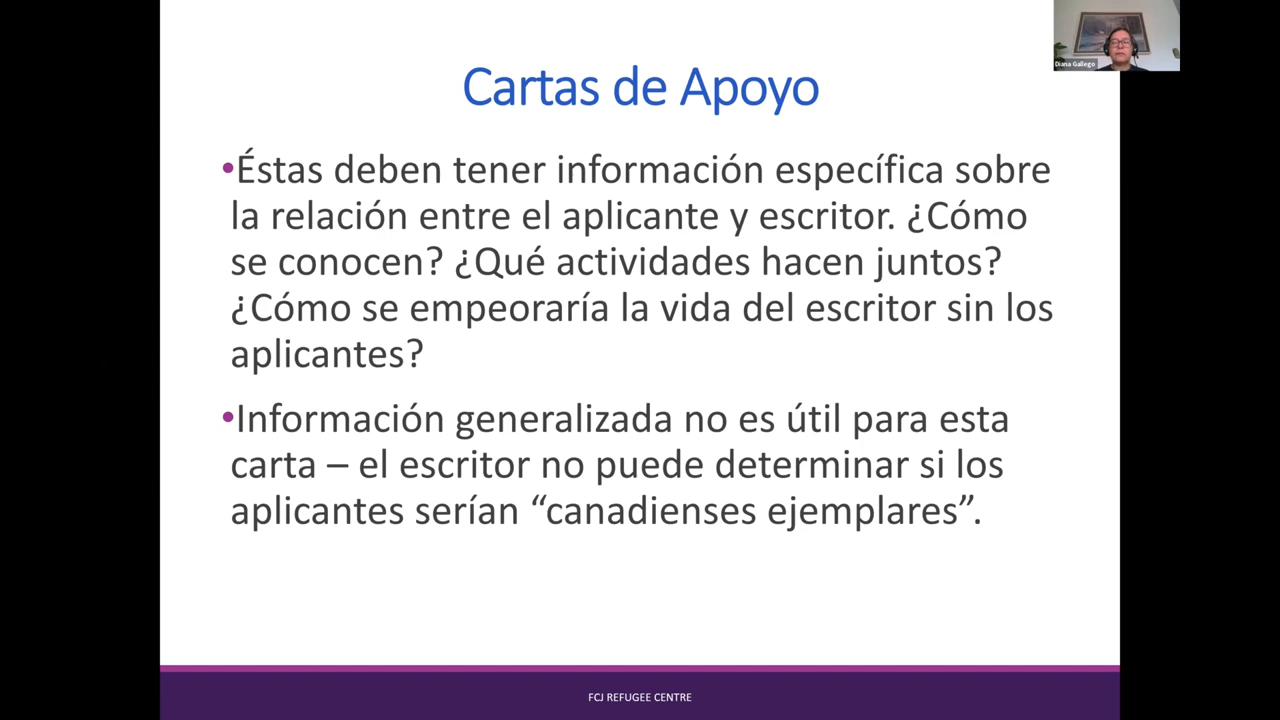 Diana Gallego
Cartas de Apoyo
•Éstas deben tener información específica sobre
la relación entre el aplicante y escritor. ¿Cómo
se conocen? ¿Qué actividades hacen juntos?
¿Cómo se empeoraría la vida del escritor sin los
aplicantes?
•Información generalizada no es útil para esta
carta – el escritor no puede determinar si los
aplicantes serían “canadienses ejemplares”.
FCJ REFUGEE CENTRE